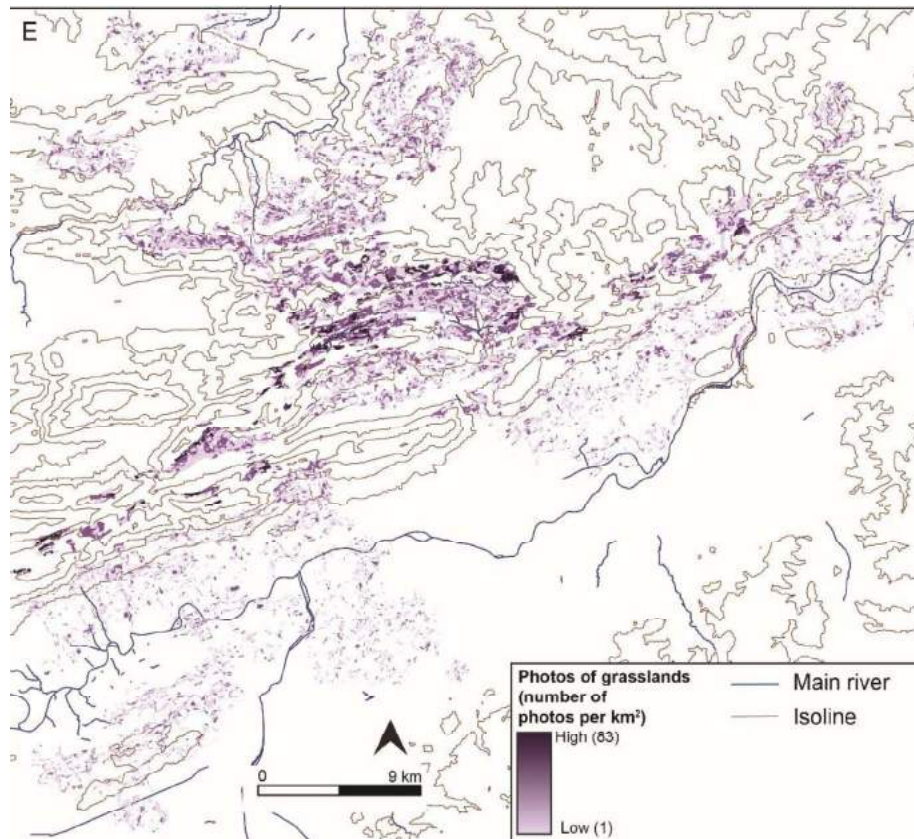 E
Photos of grasslands
(number of
photos per km²)
High (83)
Low (1)
Main river
Isoline
0 9 km